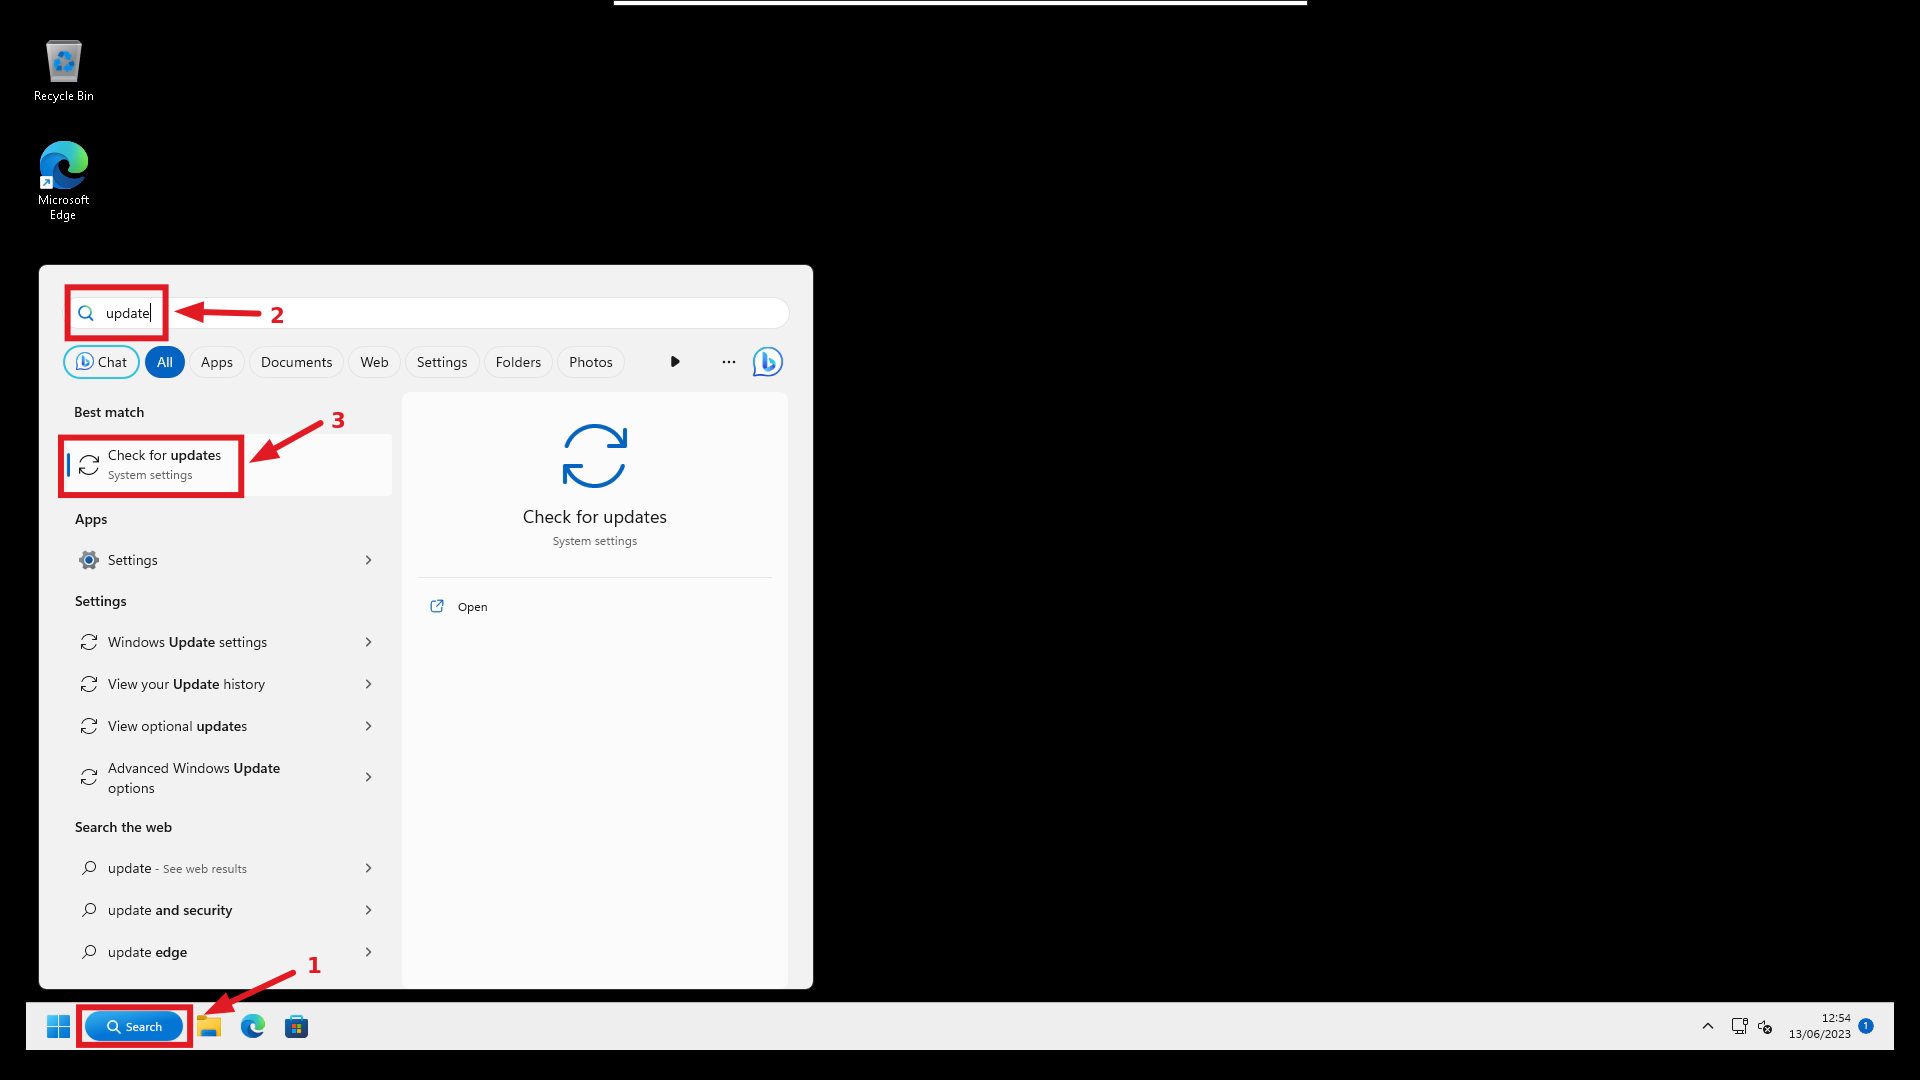 Recycle Bin
Microsoft
Edge
update
2
Chat
All
Apps
Documents
Web
Settings
Folders
Photos
Best match
3
Check for updates
System settings
Apps
Settings
Settings
Windows Update settings
View your Update history
View optional updates
Advanced Windows Update
options
Search the web
update - See web results
update and security
update edge
Check for updates
System settings
Open
1
Search
12:54
13/06/2023
1